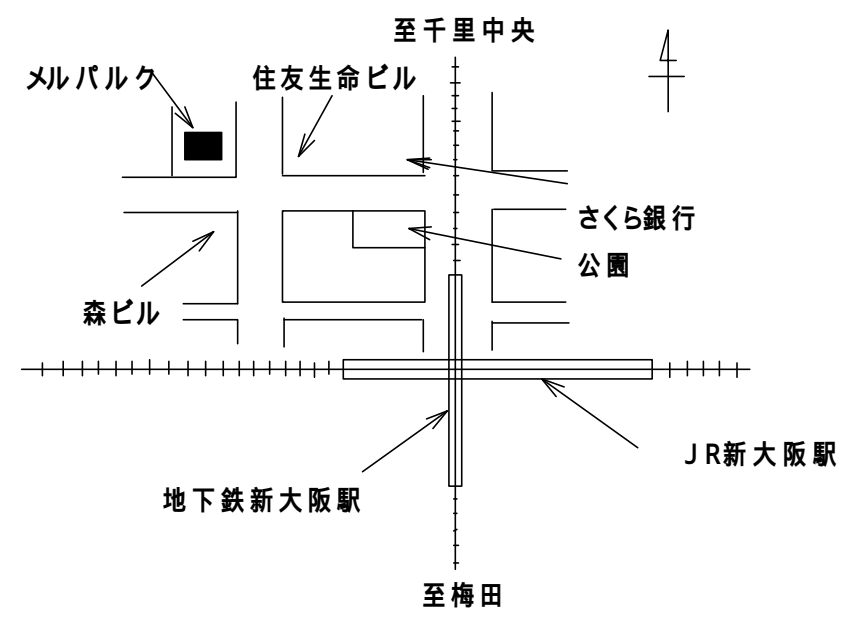 至千里中央
メルパルク
住友生命ビル
さくら銀行
公園
森ビル
JR新大阪駅
地下鉄新大阪駅
至梅田